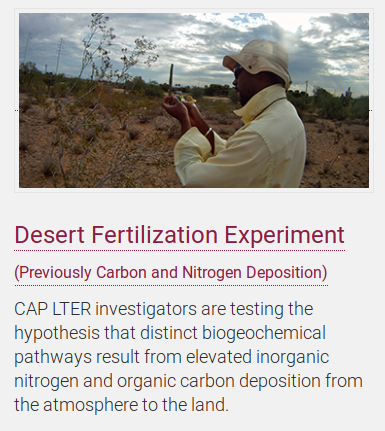 Desert Fertilization Experiment
(Previously Carbon and Nitrogen Deposition)
CAP LTER investigators are testing the
hypothesis that distinct biogeochemical
pathways result from elevated inorganic
nitrogen and organic carbon deposition from
the atmosphere to the land.